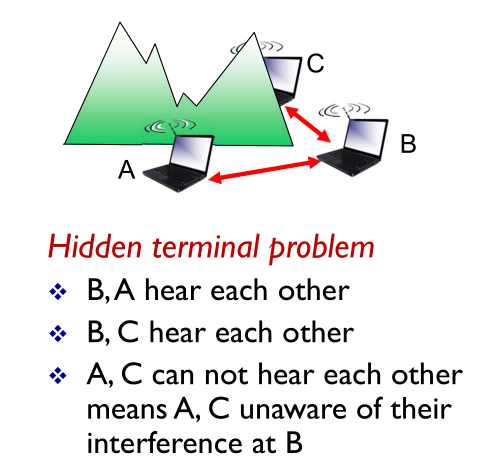 C
B
A
Hidden terminal problem
❖ B, A hear each other
❖ B, C hear each other
❖ A, C can not hear each other
means A, C unaware of their
interference at B